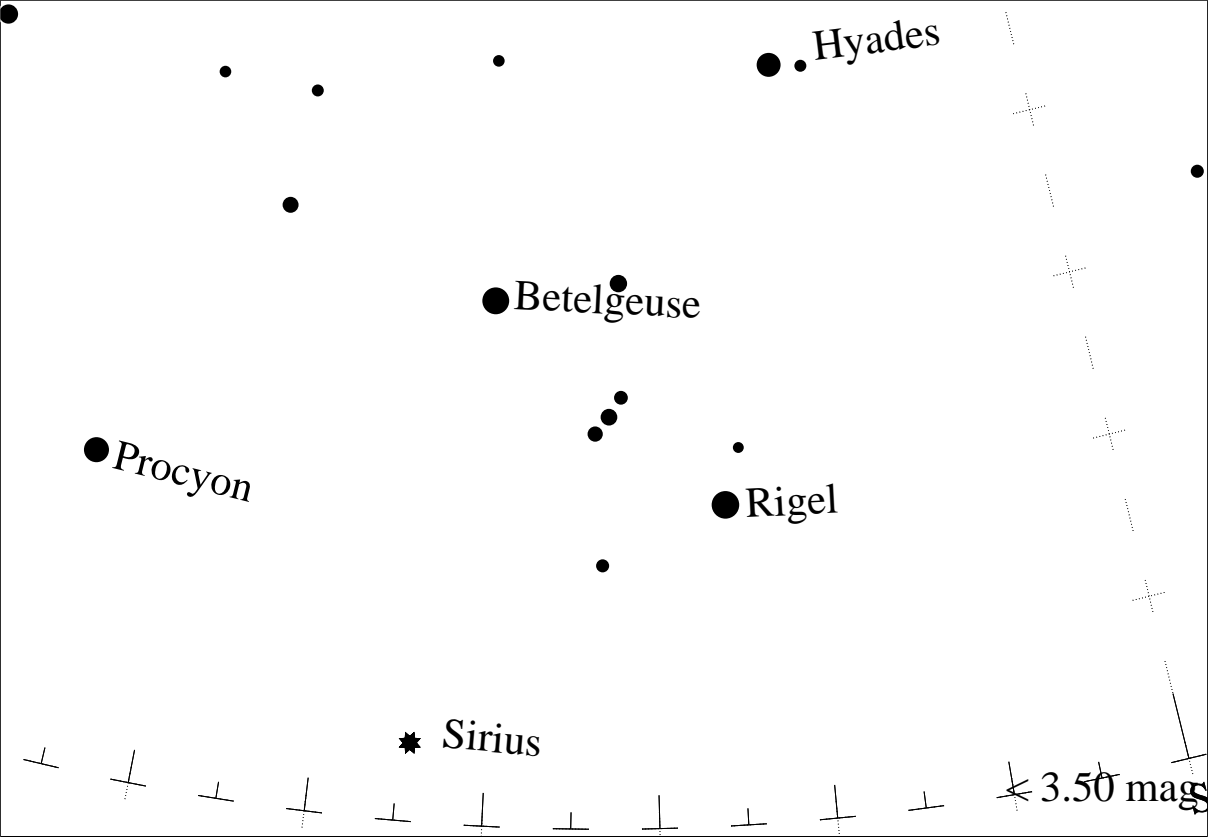 Hyades
Betelgeuse
Procyon
Rigel
Sirius
< 3.50 mag
S